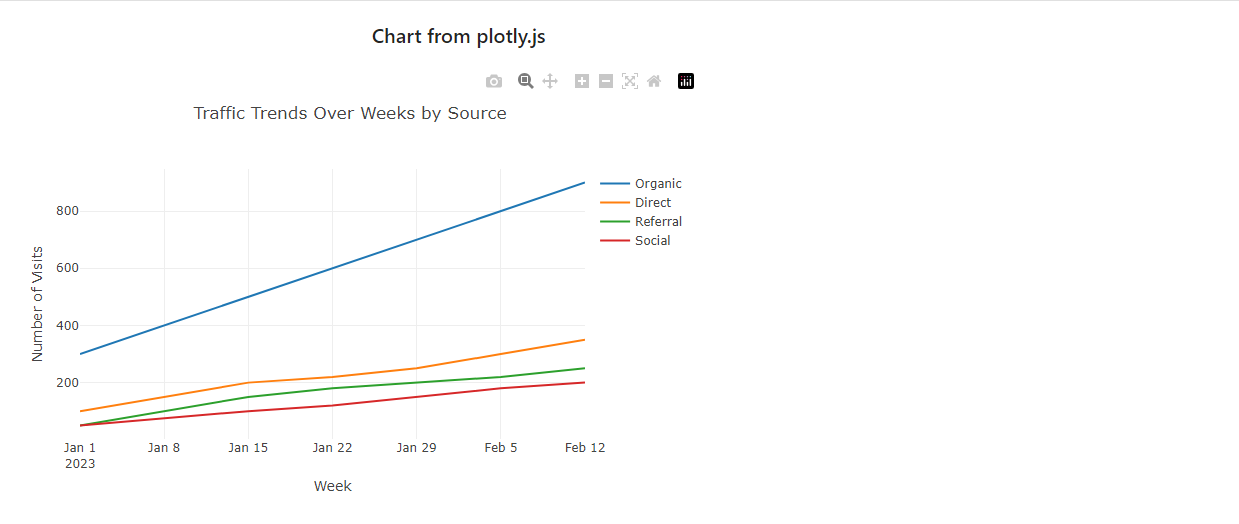 Chart from plotly.js
Traffic Trends Over Weeks by Source
Organic
Direct
Referral
Social
800
600
400
200
Number of Visits
Jan 1
2023
Jan 8
Jan 15
Jan 22
Jan 29
Feb 5
Feb 12
Week